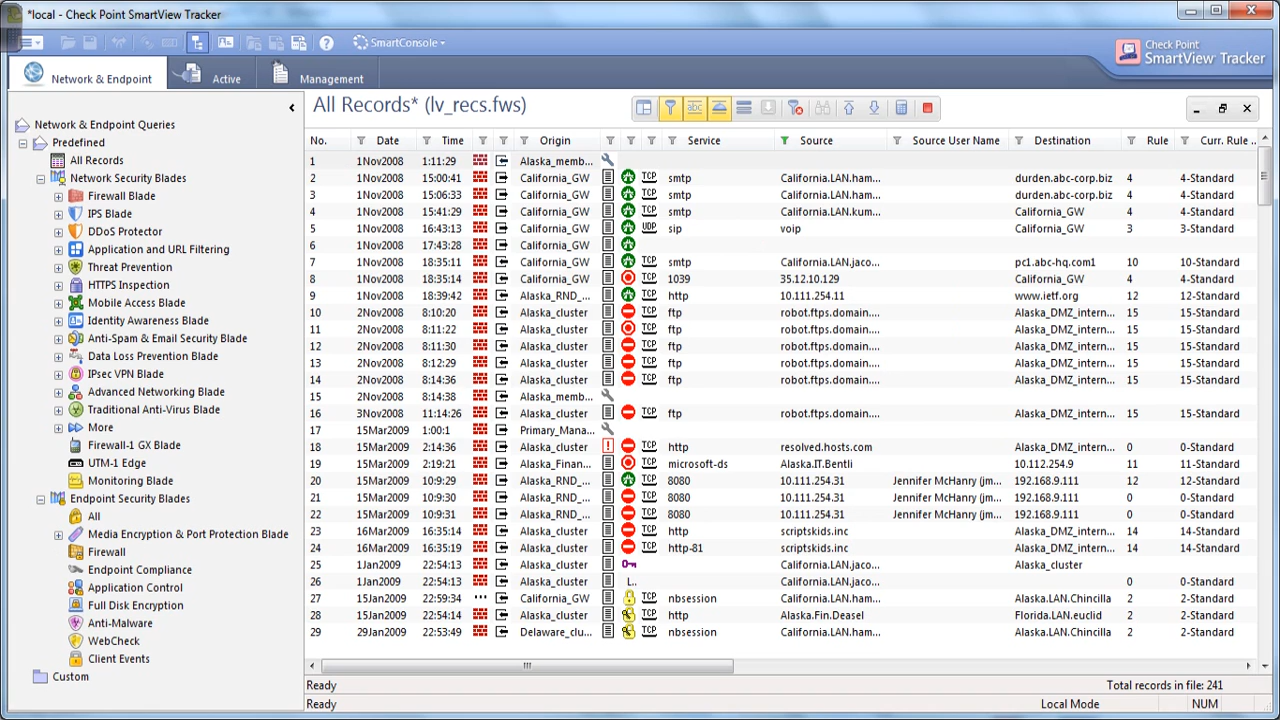 *local - Check Point SmartView Tracker
SmartConsole
Check Point
SmartView Tracker
Network & Endpoint
Active
Management
All Records* (lv_recs.fws)
Network & Endpoint Queries
Predefined
All Records
Network Security Blades
Firewall Blade
IPS Blade
DDoS Protector
Application and URL Filtering
Threat Prevention
HTTPS Inspection
Mobile Access Blade
Identity Awareness Blade
Anti-Spam & Email Security Blade
Data Loss Prevention Blade
IPsec VPN Blade
Advanced Networking Blade
Traditional Anti-Virus Blade
More
Firewall-1 GX Blade
UTM-1 Edge
Monitoring Blade
Endpoint Security Blades
All
Media Encryption & Port Protection Blade
Firewall
Endpoint Compliance
Application Control
Full Disk Encryption
Anti-Malware
WebCheck
Client Events
Custom
No. Date Time Origin Service Source Source User Name Destination Rule Curr. Rule ...
1 1Nov2008 1:11:29 Alaska_memb...
2 1Nov2008 15:00:41 California_GW TCP smtp California.LAN.ham... durden.abc-corp.biz 4 4-Standard
3 1Nov2008 15:06:33 California_GW TCP smtp California.LAN.ham... durden.abc-corp.biz 4 4-Standard
4 1Nov2008 15:41:29 California_GW TCP smtp California.LAN.kum... California_GW 4 4-Standard
5 1Nov2008 16:43:13 California_GW UDP sip voip 3 3-Standard
6 1Nov2008 17:43:28 California_GW
7 1Nov2008 18:35:11 California_GW TCP smtp California.LAN.jaco... pc1.abc-hq.com1 10 10-Standard
8 1Nov2008 18:35:14 California_GW TCP 1039 35.12.10.129 California_GW 4 4-Standard
9 1Nov2008 18:39:42 Alaska_RND_... TCP http 10.111.254.11 www.ietf.org 12 12-Standard
10 2Nov2008 8:10:20 Alaska_cluster TCP ftp robot.ftps.domain.... Alaska_DMZ_intern... 15 15-Standard
11 2Nov2008 8:11:22 Alaska_cluster TCP ftp robot.ftps.domain.... Alaska_DMZ_intern... 15 15-Standard
12 2Nov2008 8:11:30 Alaska_cluster TCP ftp robot.ftps.domain.... Alaska_DMZ_intern... 15 15-Standard
13 2Nov2008 8:12:29 Alaska_cluster TCP ftp robot.ftps.domain.... Alaska_DMZ_intern... 15 15-Standard
14 2Nov2008 8:14:36 Alaska_cluster TCP ftp robot.ftps.domain.... Alaska_DMZ_intern... 15 15-Standard
15 2Nov2008 8:14:38 Alaska_memb...
16 3Nov2008 11:14:26 Alaska_cluster TCP ftp robot.ftps.domain.... Alaska_DMZ_intern... 15 15-Standard
17 15Mar2009 1:00:1 Primary_Mana...
18 15Mar2009 2:14:36 Alaska_cluster TCP http resolved.hosts.com Alaska_DMZ_intern... 0 0-Standard
19 15Mar2009 2:19:21 Alaska_Finan... TCP microsoft-ds Alaska.IT.Bentli 10.112.254.9 11 11-Standard
20 15Mar2009 10:9:29 Alaska_RND_... TCP 8080 10.111.254.31 Jennifer McHanry (jm... 192.168.9.111 12 12-Standard
21 15Mar2009 10:9:30 Alaska_RND_... TCP 8080 10.111.254.31 Jennifer McHanry (jm... 192.168.9.111 0 0-Standard
22 15Mar2009 10:9:31 Alaska_RND_... TCP 8080 10.111.254.31 Jennifer McHanry (jm... 192.168.9.111 0 0-Standard
23 16Mar2009 16:35:14 Alaska_cluster TCP http scriptskids.inc Alaska_DMZ_intern... 14 14-Standard
24 16Mar2009 16:35:19 Alaska_cluster TCP http-81 scriptskids.inc Alaska_DMZ_intern... 14 14-Standard
25 1Jan2009 22:54:13 Alaska_cluster California.LAN.jaco... Alaska_cluster
26 1Jan2009 22:54:13 Alaska_cluster L.. California.LAN.jaco... 0 0-Standard
27 15Jan2009 22:59:34 ... California_GW TCP nbsession California.LAN.ham... Alaska.LAN.Chincilla 2 2-Standard
28 15Jan2009 22:54:13 Alaska_cluster TCP http Alaska.Fin.Deasel Florida.LAN.euclid 2 2-Standard
29 29Jan2009 22:53:49 Delaware_clu... TCP nbsession California.LAN.ham... Alaska.LAN.Chincilla 2 2-Standard
Ready
Total records in file: 241
Ready
Local Mode
NUM